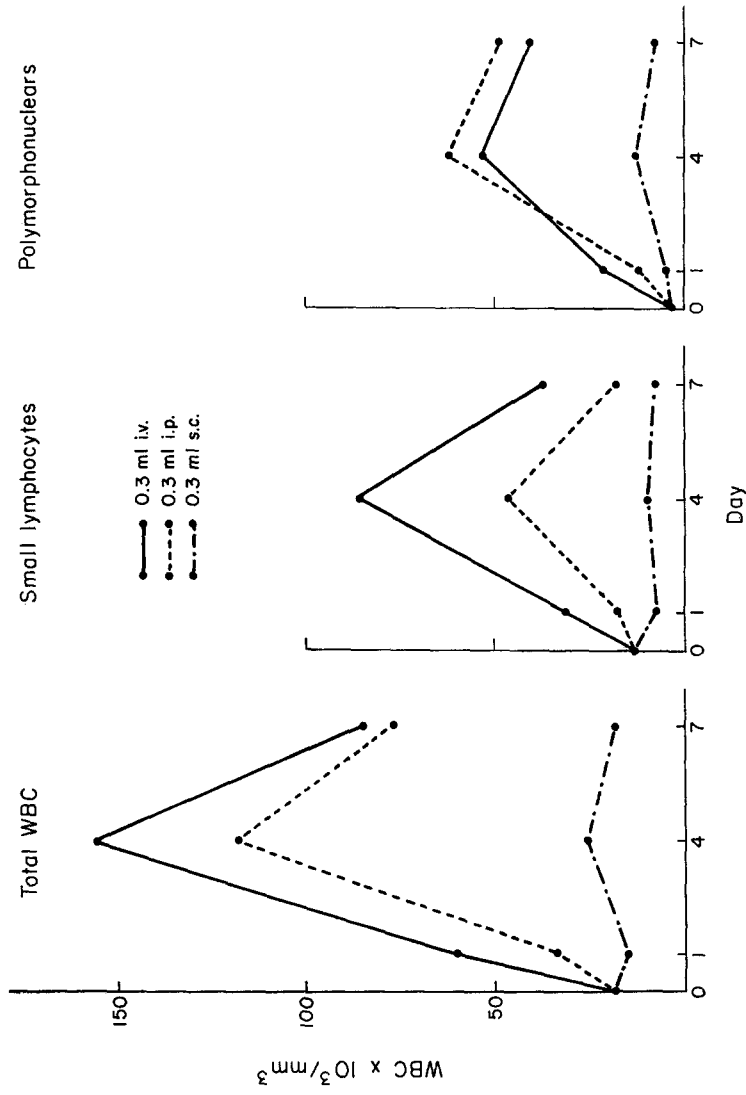 Total WBC
Small lymphocytes
Polymorphonuclears
0.3 ml i.v.
0.3 ml i.p.
0.3 ml s.c.
WBC x 10³/mm³
150
100
50
0 1 4 7
0 1 4 7
0 1 4 7
Day